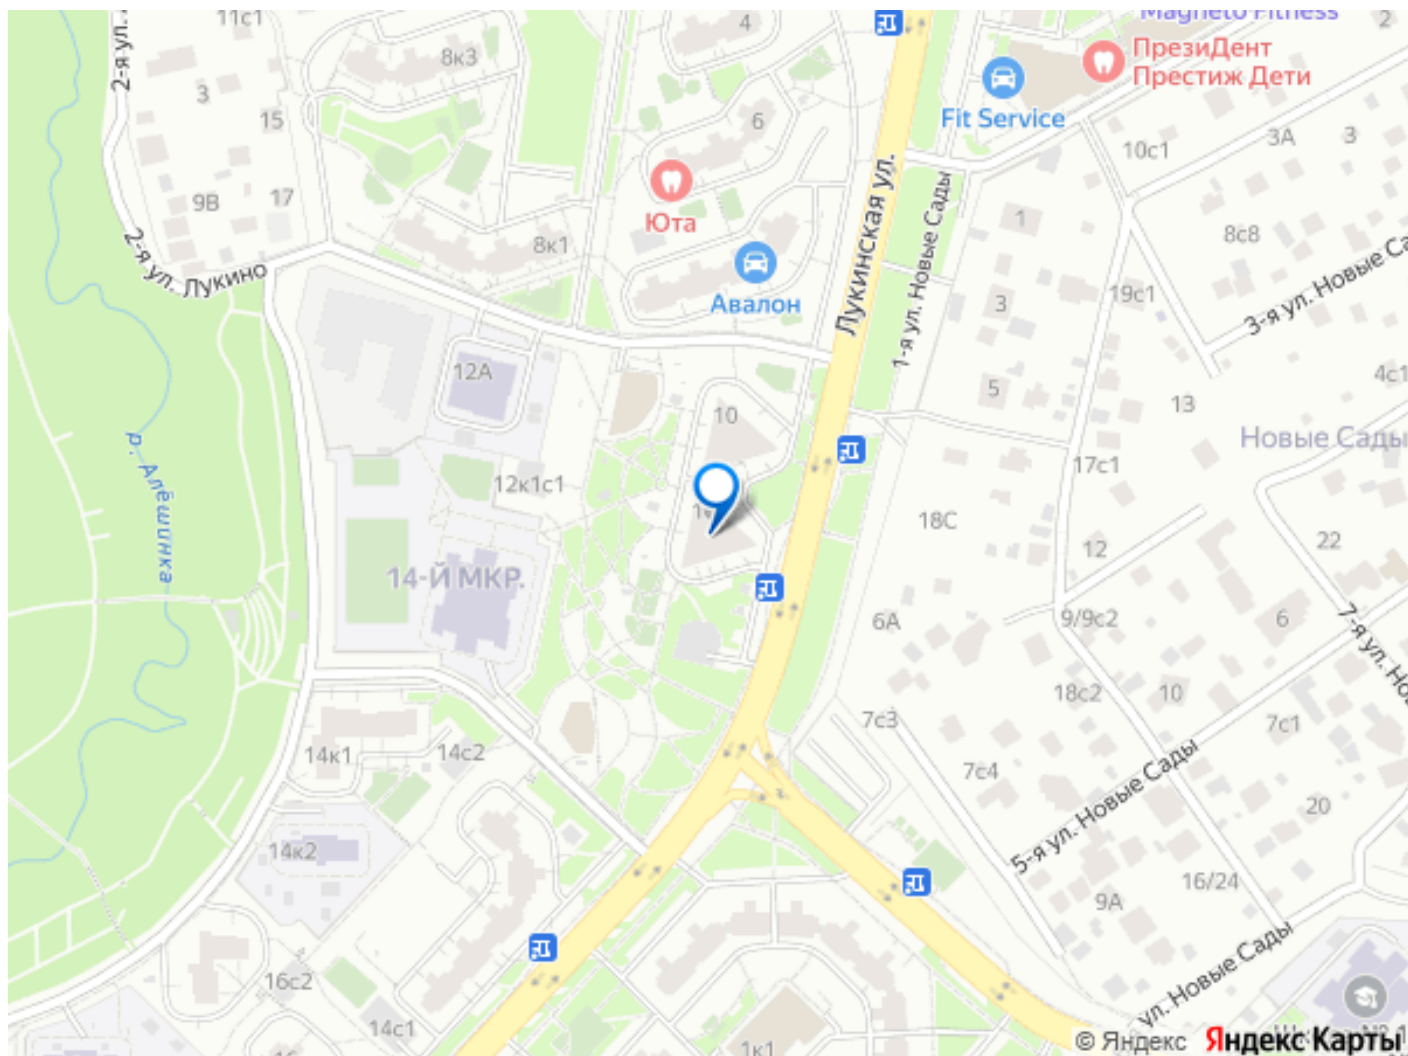 11с1
4
Magneto Fitness
2
2-я ул.
8к3
ПрезиДент
Престиж Дети
3
15
6
Fit Service
10с1
3А
3
9В
17
Юта
8к1
Лукинская ул.
1-я ул. Новые Сады
1
8с8
2-я ул. Лукино
Авалон
3
19с1
3-я ул. Новые Са
12А
5
4с1
10
13
р. Алёшинка
Новые Сады
17с1
12к1с1
18С
22
12
14-Й МКР.
6А
9/9с2
6
7-я ул. Но
18с2
10
7с3
7с1
14к1
14с2
7с4
5-я ул. Новые Сады
20
14к2
16/24
9А
16с2
ул. Новые Сады
14с1
16
1к1
© Яндекс
Яндекс Карты